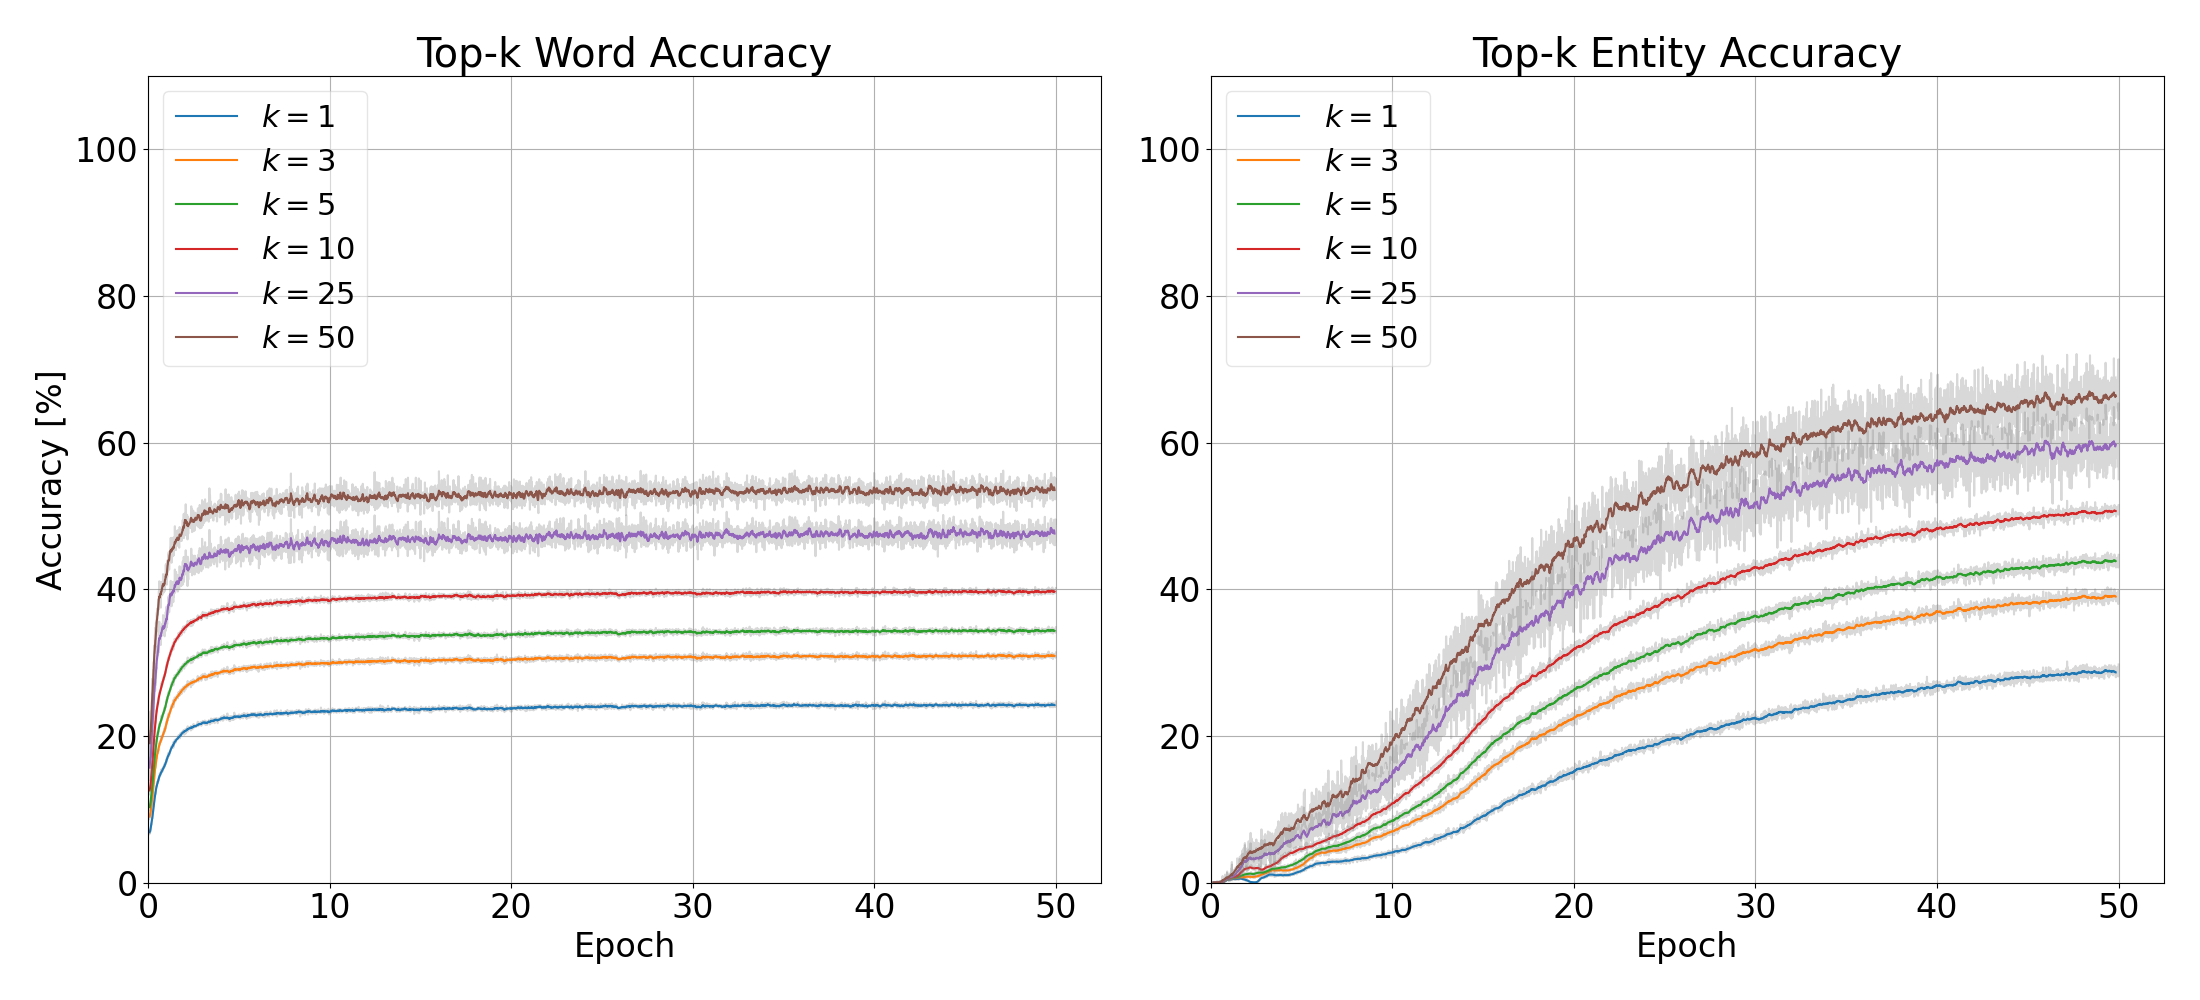 Top-k Word Accuracy
Accuracy [%]
100
80
60
40
20
0
k = 1
k = 3
k = 5
k = 10
k = 25
k = 50
0 10 20 30 40 50
Epoch
Top-k Entity Accuracy
100
80
60
40
20
0
k = 1
k = 3
k = 5
k = 10
k = 25
k = 50
0 10 20 30 40 50
Epoch